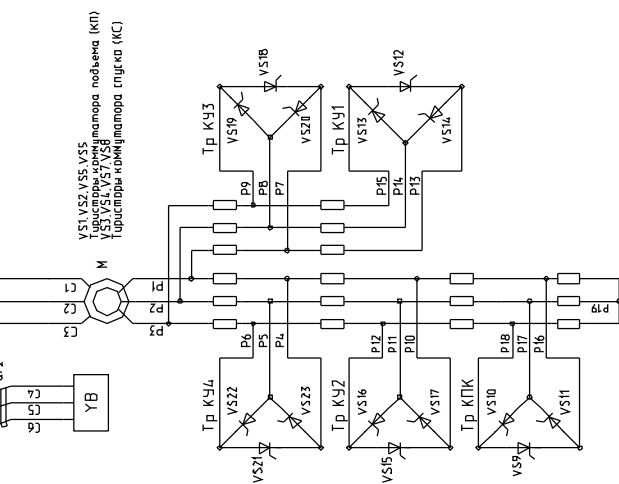 VS1.VS2.VS5.VS5
Тиристоры коммутатора подъема (КП)
VS3.VS4.VS7.VS8
Тиристоры коммутатора спуска (КС)
VS18
VS19
VS20
Тр КУ3
P9
P8
P7
VS12
VS13
VS14
Тр КУ1
P15
P14
P13
M
C1
C2
C3
P1
P2
P3
P19
C4
C5
C6
YB
P6
P5
P4
Тр КУ4
VS22
VS23
VS21
P12
P11
P10
Тр КУ2
VS16
VS17
VS15
P18
P17
P16
Тр КПК
VS10
VS11
VS9